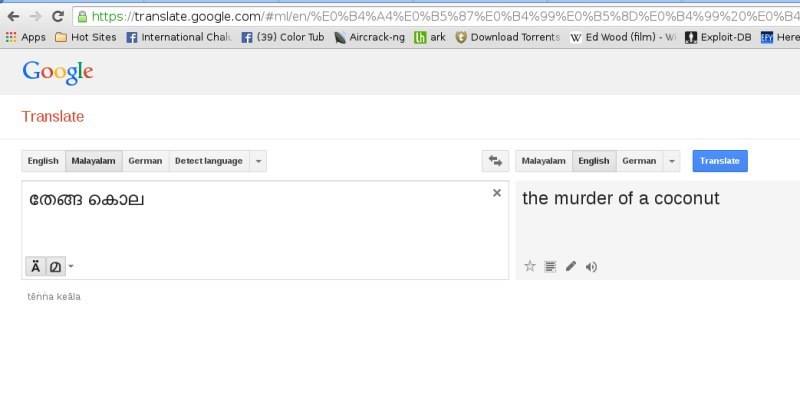 https://translate.google.com/#ml/en/%E0%B4%A4%E0%B5%87%E0%B4%99%E0%B5%8D%E0%B4%99%20%E0%B4
Apps Hot Sites International Chalu (39) Color Tub Aircrack-ng lh ark Download Torrents W Ed Wood (film) - Wi Exploit-DB Here
Google
Translate
English Malayalam German Detect language Malayalam English German Translate
തേങ്ങ കൊല the murder of a coconut
Ä മ
tēṅṅa keāla